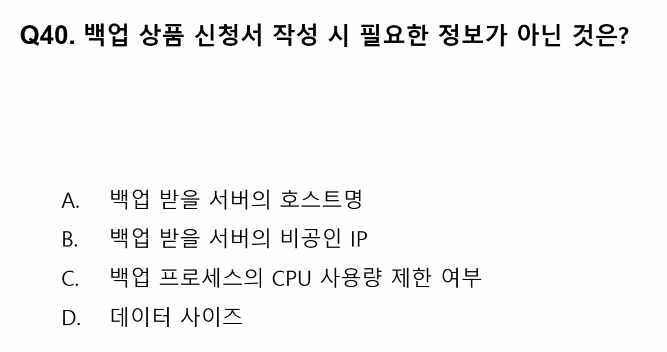 Q40. 백업 상품 신청서 작성 시 필요한 정보가 아닌 것은?
A. 백업 받을 서버의 호스트명
B. 백업 받을 서버의 비공인 IP
C. 백업 프로세스의 CPU 사용량 제한 여부
D. 데이터 사이즈